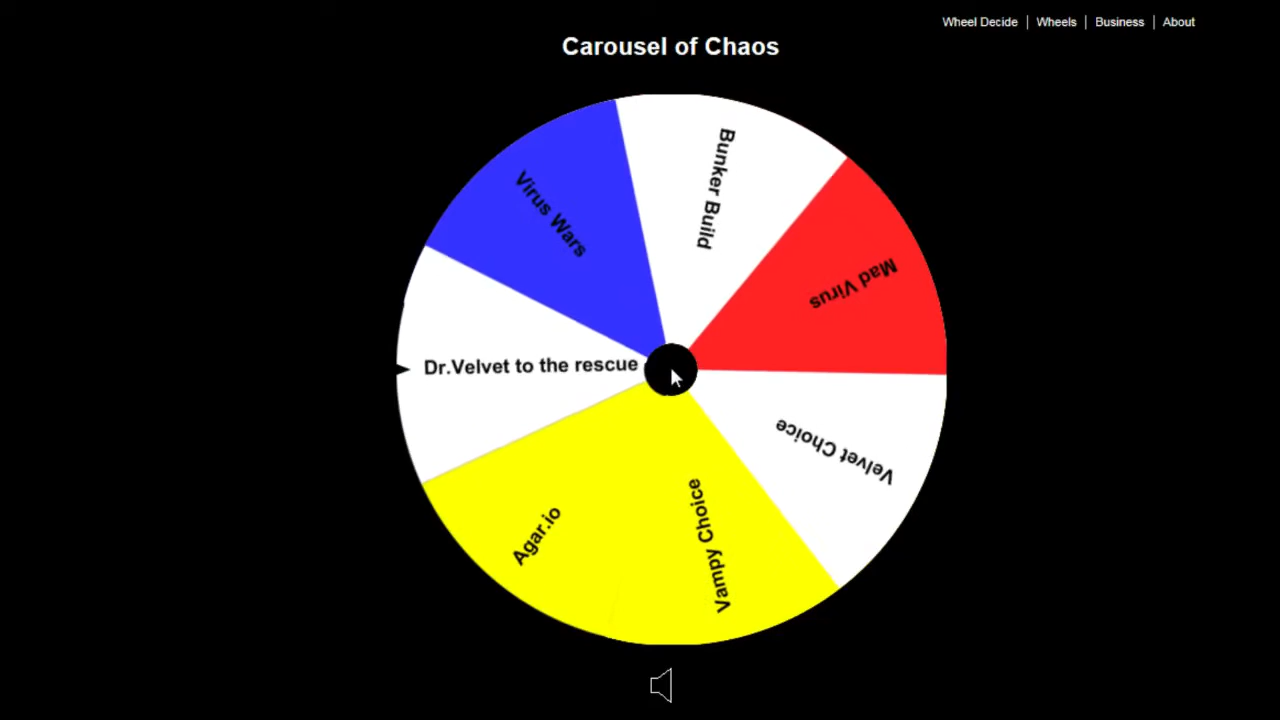 Wheel Decide | Wheels | Business | About
Carousel of Chaos
Bunker Build
Virus Wars
Mad Virus
Dr.Velvet to the rescue
Velvet Choice
Agar.io
Vampy Choice